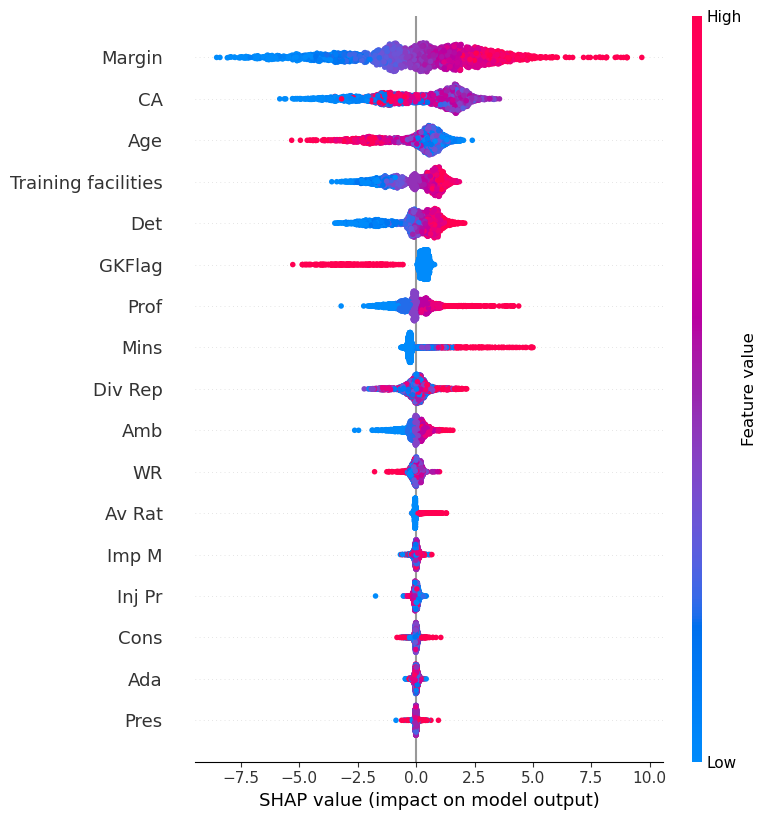 High
Margin
CA
Age
Training facilities
Det
GKFlag
Prof
Mins
Div Rep
Amb
WR
Av Rat
Imp M
Inj Pr
Cons
Ada
Pres
Feature value
Low
−7.5 −5.0 −2.5 0.0 2.5 5.0 7.5 10.0
SHAP value (impact on model output)